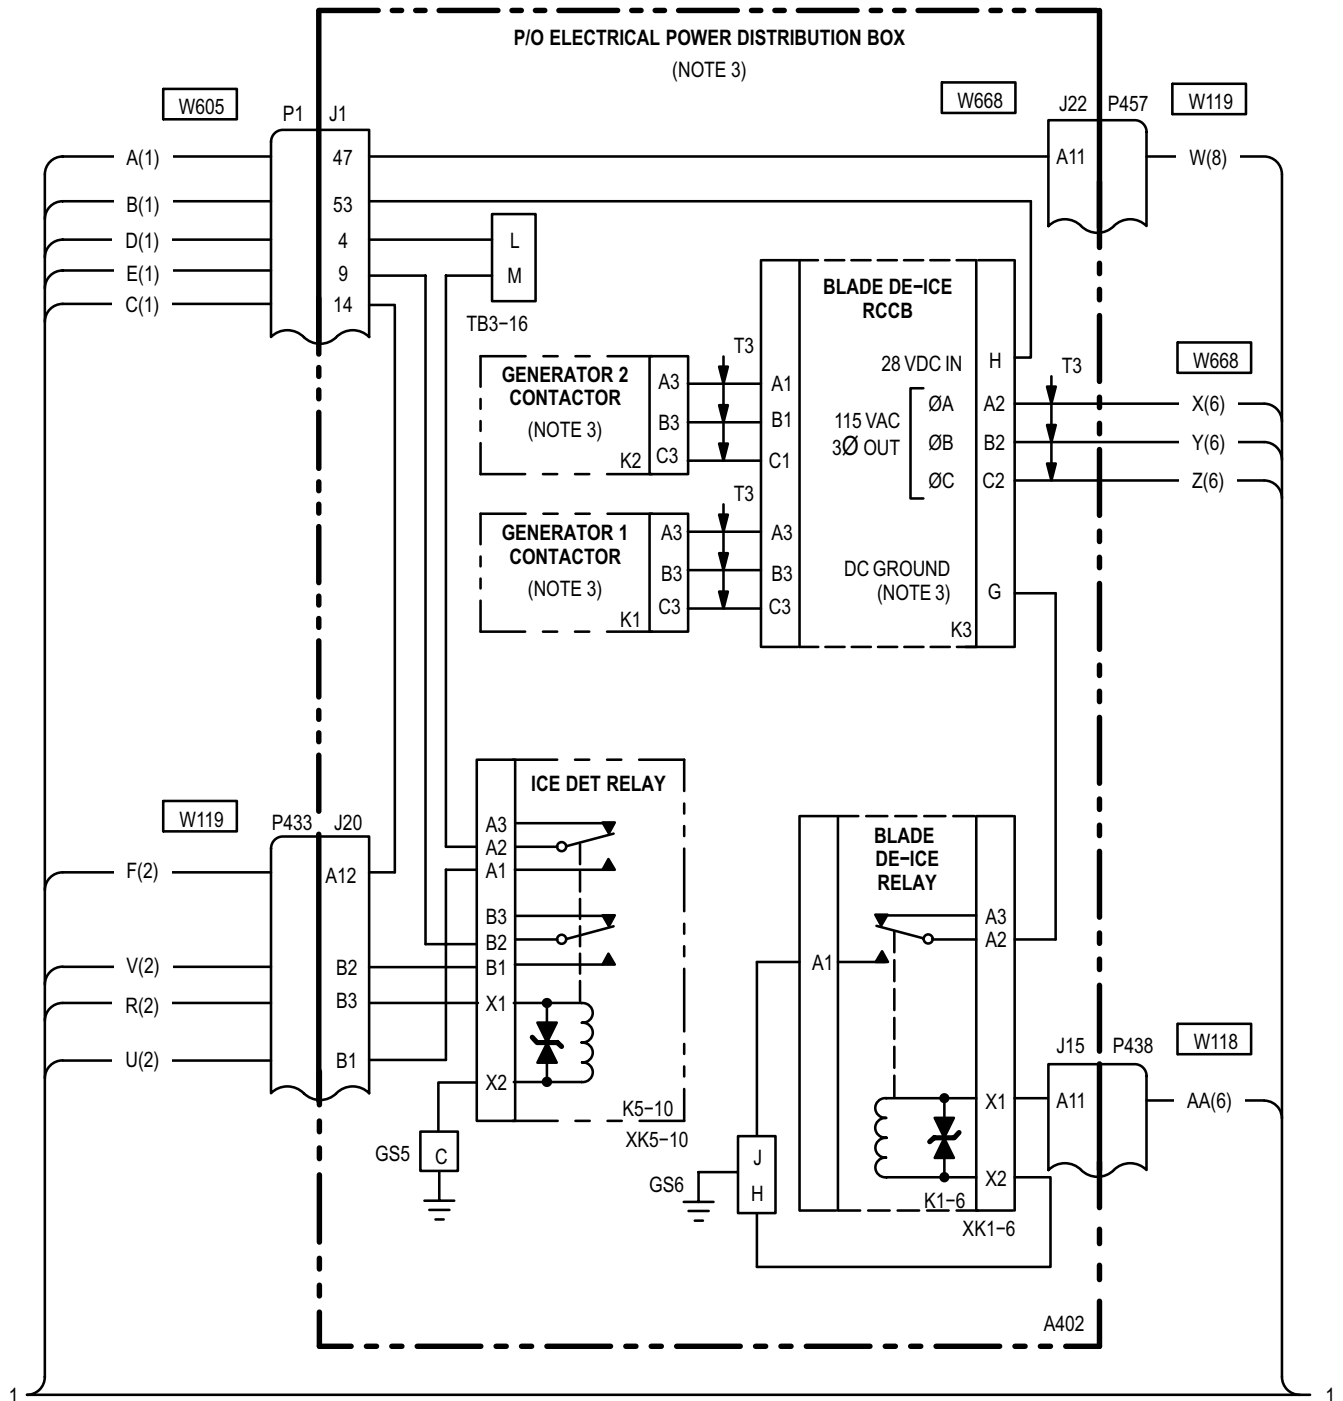 P/O ELECTRICAL POWER DISTRIBUTION BOX
(NOTE 3)
W605
P1
J1
W668
J22
P457
W119
A(1)
47
A11
W(8)
B(1)
53
D(1)
4
L
E(1)
9
M
C(1)
14
TB3−16
BLADE DE−ICE
RCCB
T3
GENERATOR 2
CONTACTOR
(NOTE 3)
K2
A3
B3
C3
A1
B1
C1
28 VDC IN
H
T3
W668
115 VAC
3Ø OUT
ØA
A2
X(6)
ØB
B2
Y(6)
ØC
C2
Z(6)
T3
GENERATOR 1
CONTACTOR
(NOTE 3)
K1
A3
B3
C3
A3
B3
C3
DC GROUND
(NOTE 3)
G
K3
ICE DET RELAY
W119
P433
J20
A3
A2
A1
B3
B2
B1
X1
X2
F(2)
A12
V(2)
B2
R(2)
B3
U(2)
B1
K5−10
XK5−10
GS5
C
BLADE
DE−ICE
RELAY
A3
A2
A1
J15
P438
W118
X1
A11
AA(6)
X2
J
H
GS6
K1−6
XK1−6
A402
1
1